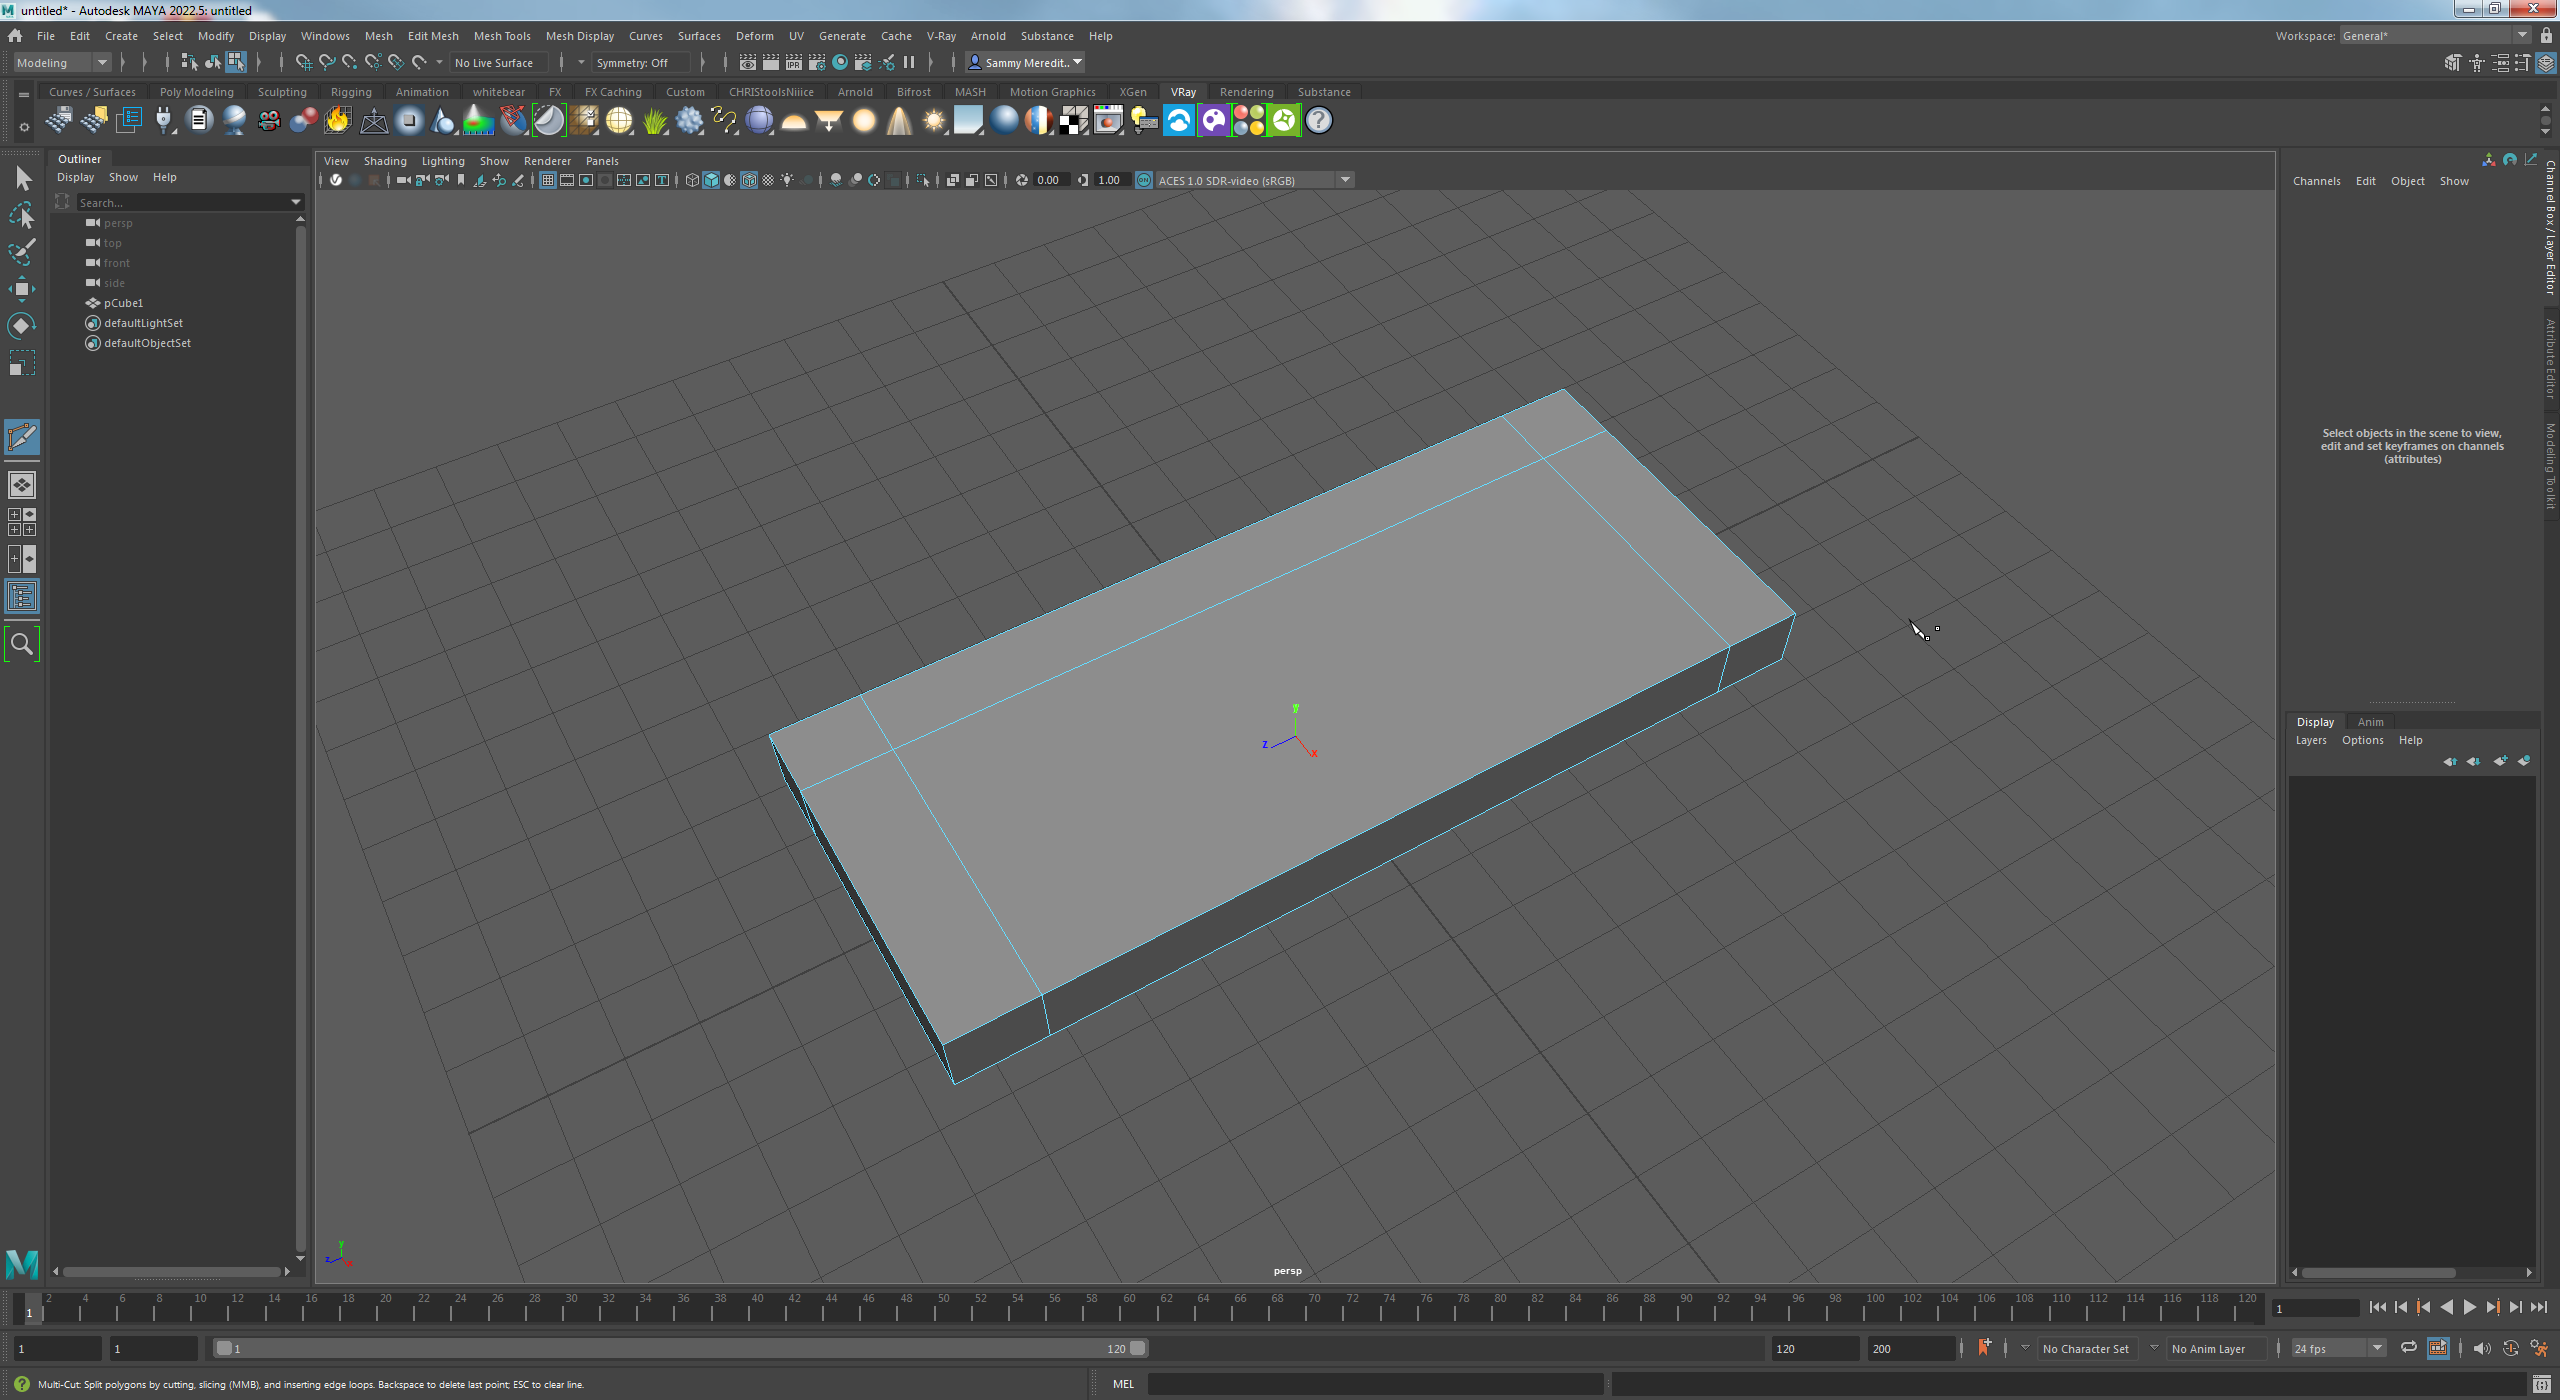 untitled* - Autodesk MAYA 2022.5: untitled
File Edit Create Select Modify Display Windows Mesh Edit Mesh Mesh Tools Mesh Display Curves Surfaces Deform UV Generate Cache V-Ray Arnold Substance Help
Workspace: General*
Modeling No Live Surface Symmetry: Off IPR Sammy Meredit..
Curves / Surfaces Poly Modeling Sculpting Rigging Animation whitebear FX FX Caching Custom CHRIStoolsNiiice Arnold Bifrost MASH Motion Graphics XGen VRay Rendering Substance
Outliner
Display Show Help
Search...
persp
top
front
side
pCube1
defaultLightSet
defaultObjectSet
View Shading Lighting Show Renderer Panels
0.00 1.00 ON ACES 1.0 SDR-video (sRGB)
y
z
x
y
z
x
persp
Channels Edit Object Show
Select objects in the scene to view,
edit and set keyframes on channels
(attributes)
Channel Box / Layer Editor
Attribute Editor
Modeling Toolkit
Display Anim
Layers Options Help
1 2 4 6 8 10 12 14 16 18 20 22 24 26 28 30 32 34 36 38 40 42 44 46 48 50 52 54 56 58 60 62 64 66 68 70 72 74 76 78 80 82 84 86 88 90 92 94 96 98 100 102 104 106 108 110 112 114 116 118 120 1
1 1 1 120 120 200 No Character Set No Anim Layer 24 fps
Multi-Cut: Split polygons by cutting, slicing (MMB), and inserting edge loops. Backspace to delete last point; ESC to clear line.
MEL